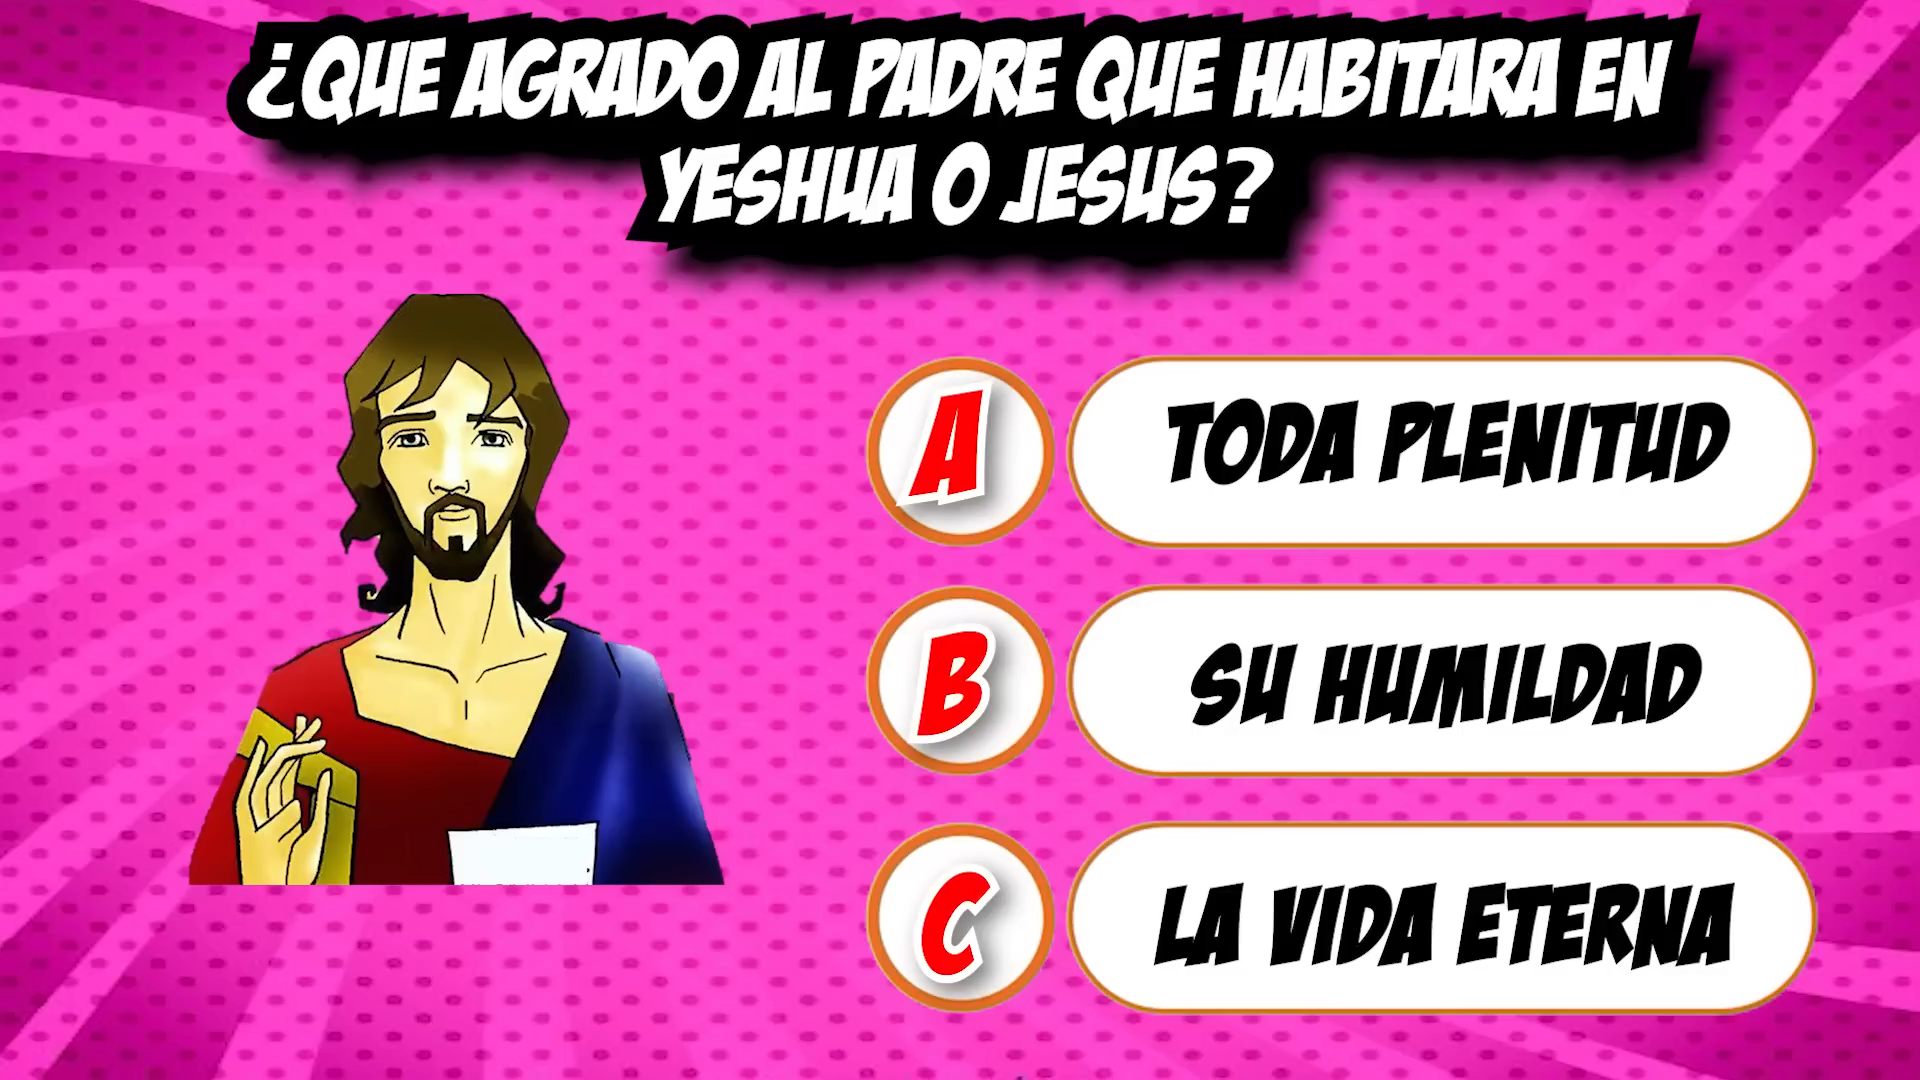 ¿QUE AGRADO AL PADRE QUE HABITARA EN
YESHUA O JESUS?
A TODA PLENITUD
B SU HUMILDAD
C LA VIDA ETERNA